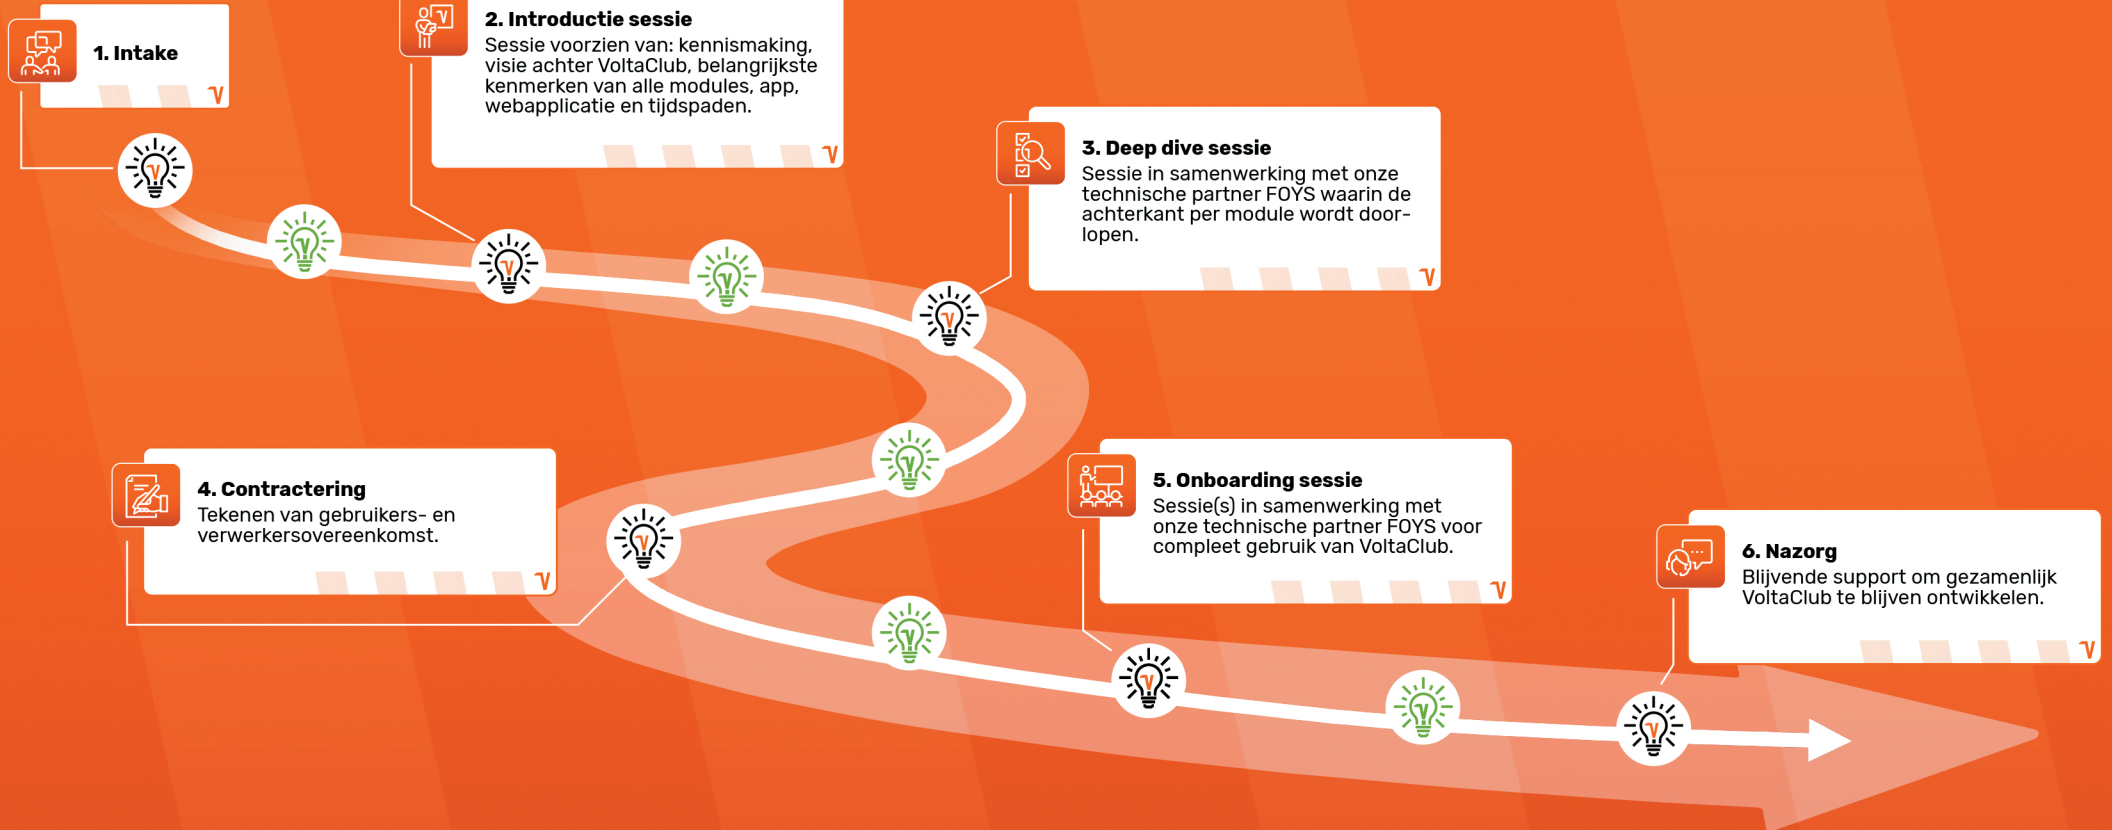 1. Intake
2. Introductie sessie
Sessie voorzien van: kennismaking,
visie achter VoltaClub, belangrijkste
kenmerken van alle modules, app,
webapplicatie en tijdspaden.
3. Deep dive sessie
Sessie in samenwerking met onze
technische partner FOYS waarin de
achterkant per module wordt door-
lopen.
4. Contractering
Tekenen van gebruikers- en
verwerkersovereenkomst.
5. Onboarding sessie
Sessie(s) in samenwerking met
onze technische partner FOYS voor
compleet gebruik van VoltaClub.
6. Nazorg
Blijvende support om gezamenlijk
VoltaClub te blijven ontwikkelen.